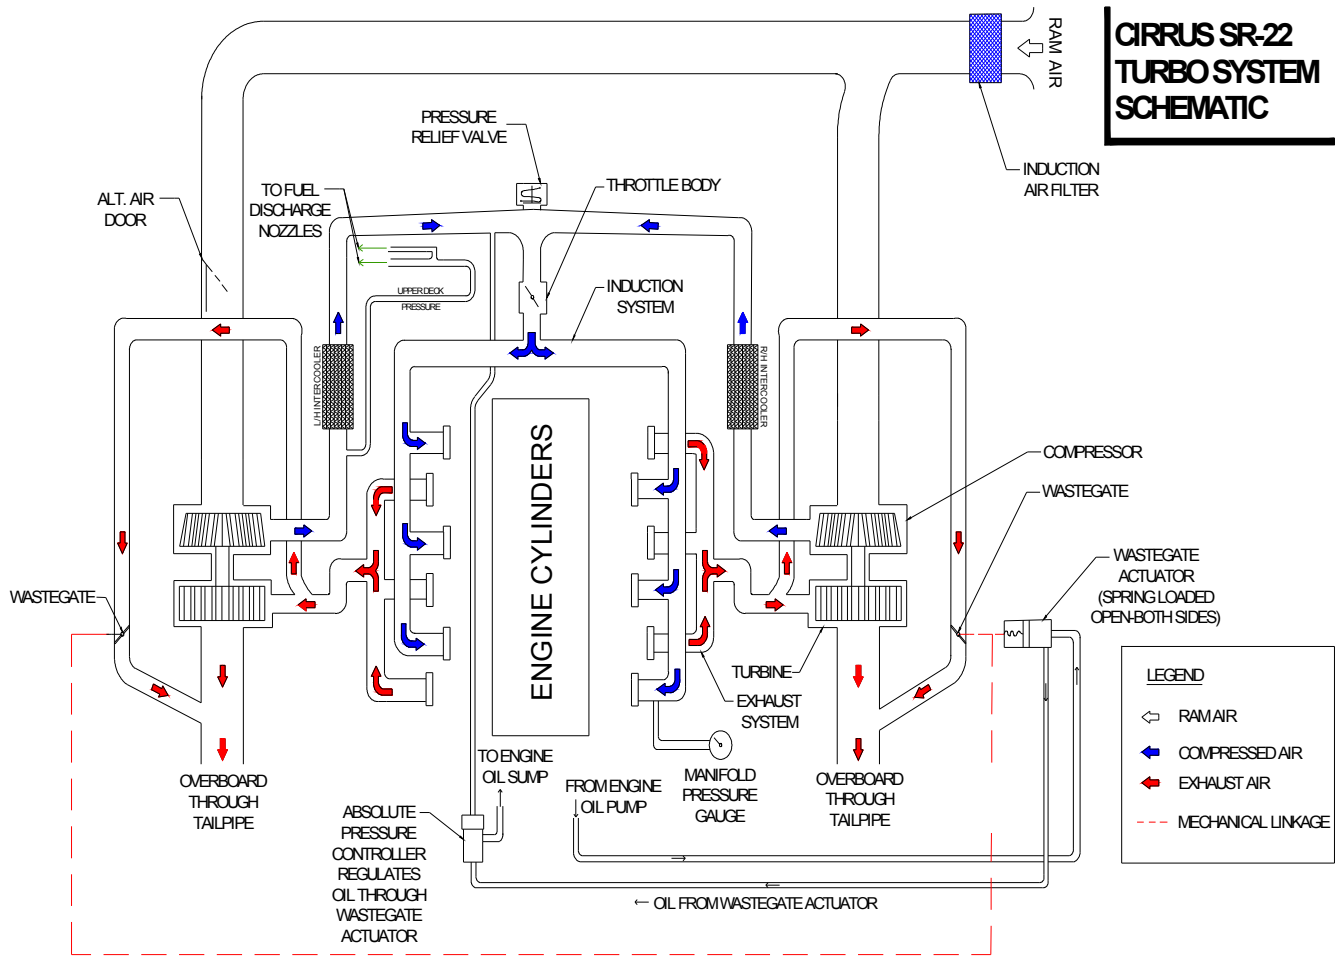 CIRRUS SR-22
TURBO SYSTEM
SCHEMATIC
RAM AIR
INDUCTION
AIR FILTER
PRESSURE
RELIEF VALVE
THROTTLE BODY
TO FUEL
DISCHARGE
NOZZLES
ALT. AIR
DOOR
UPPER DECK
PRESSURE
INDUCTION
SYSTEM
L/H INTERCOOLER
R/H INTERCOOLER
ENGINE CYLINDERS
COMPRESSOR
WASTEGATE
WASTEGATE
ACTUATOR
(SPRING LOADED
OPEN-BOTH SIDES)
WASTEGATE
TURBINE
EXHAUST
SYSTEM
LEGEND
RAM AIR
COMPRESSED AIR
EXHAUST AIR
MECHANICAL LINKAGE
OVERBOARD
THROUGH
TAILPIPE
TO ENGINE
OIL SUMP
FROM ENGINE
OIL PUMP
MANIFOLD
PRESSURE
GAUGE
OVERBOARD
THROUGH
TAILPIPE
ABSOLUTE
PRESSURE
CONTROLLER
REGULATES
OIL THROUGH
WASTEGATE
ACTUATOR
OIL FROM WASTEGATE ACTUATOR